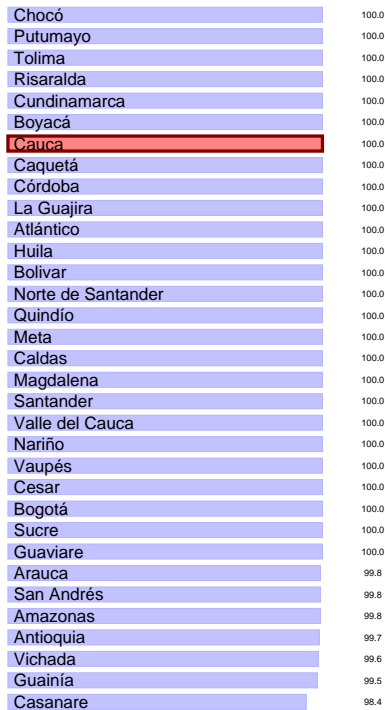 Chocó 100.0
Putumayo 100.0
Tolima 100.0
Risaralda 100.0
Cundinamarca 100.0
Boyacá 100.0
Cauca 100.0
Caquetá 100.0
Córdoba 100.0
La Guajira 100.0
Atlántico 100.0
Huila 100.0
Bolivar 100.0
Norte de Santander 100.0
Quindío 100.0
Meta 100.0
Caldas 100.0
Magdalena 100.0
Santander 100.0
Valle del Cauca 100.0
Nariño 100.0
Vaupés 100.0
Cesar 100.0
Bogotá 100.0
Sucre 100.0
Guaviare 100.0
Arauca 99.8
San Andrés 99.8
Amazonas 99.8
Antioquia 99.7
Vichada 99.6
Guainía 99.5
Casanare 98.4